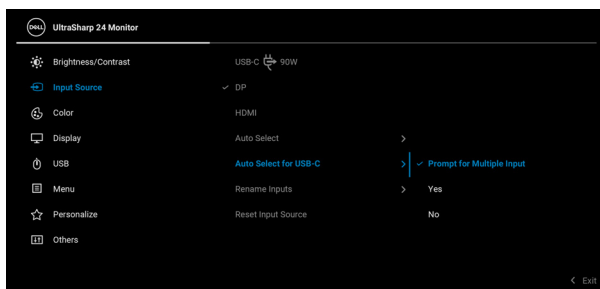 DELL UltraSharp 24 Monitor
Brightness/Contrast USB-C 90W
Input Source DP
Color HDMI
Display Auto Select
USB Auto Select for USB-C Prompt for Multiple Input
Menu Rename Inputs Yes
Personalize Reset Input Source No
Others
Exit